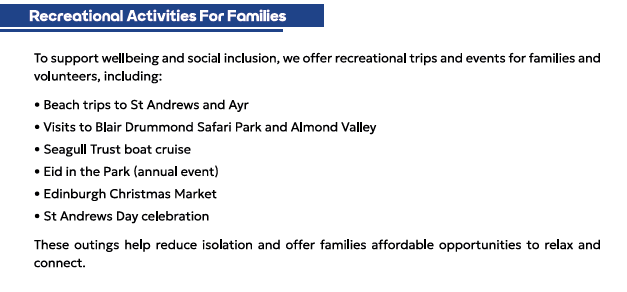 Recreational Activities For Families
To support wellbeing and social inclusion, we offer recreational trips and events for families and
volunteers, including:
• Beach trips to St Andrews and Ayr
• Visits to Blair Drummond Safari Park and Almond Valley
• Seagull Trust boat cruise
• Eid in the Park (annual event)
• Edinburgh Christmas Market
• St Andrews Day celebration
These outings help reduce isolation and offer families affordable opportunities to relax and
connect.